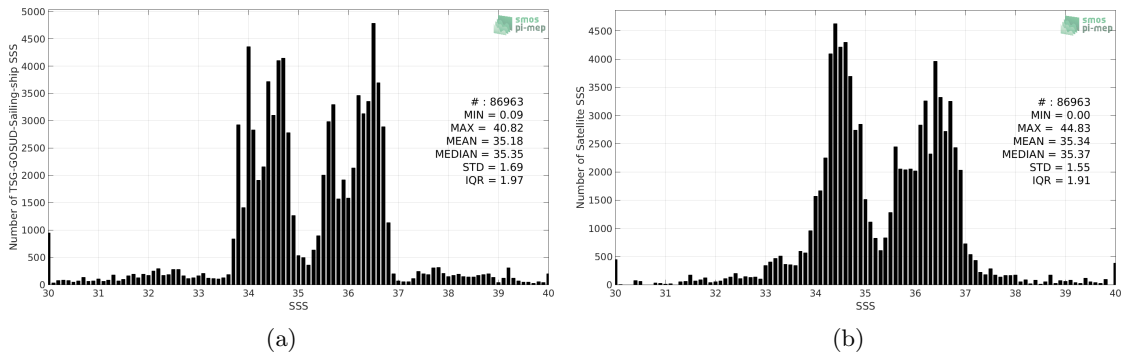 5000
4500
4000
3500
3000
2500
2000
1500
1000
500
0
Number of TSG-GOSUD-Sailing-ship SSS
smos
pi-mep
# : 86963
MIN = 0.09
MAX = 40.82
MEAN = 35.18
MEDIAN = 35.35
STD = 1.69
IQR = 1.97
30 31 32 33 34 35 36 37 38 39 40
SSS
(a)
4500
4000
3500
3000
2500
2000
1500
1000
500
0
Number of Satellite SSS
smos
pi-mep
# : 86963
MIN = 0.00
MAX = 44.83
MEAN = 35.34
MEDIAN = 35.37
STD = 1.55
IQR = 1.91
30 31 32 33 34 35 36 37 38 39 40
SSS
(b)